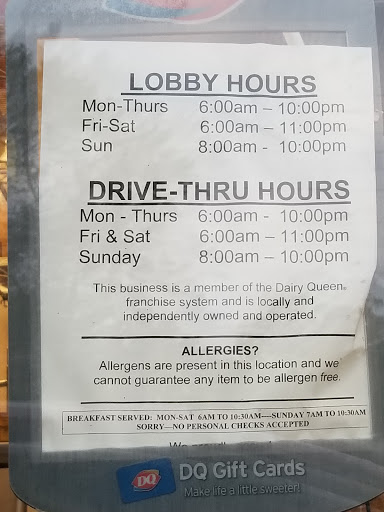 LOBBY HOURS
Mon-Thurs 6:00am – 10:00pm
Fri-Sat 6:00am – 11:00pm
Sun 8:00am - 10:00pm
DRIVE-THRU HOURS
Mon - Thurs 6:00am - 10:00pm
Fri & Sat 6:00am – 11:00pm
Sunday 8:00am – 10:00pm
This business is a member of the Dairy Queen®
franchise system and is locally and
independently owned and operated.
ALLERGIES?
Allergens are present in this location and we
cannot guarantee any item to be allergen free.
BREAKFAST SERVED: MON-SAT 6AM TO 10:30AM----SUNDAY 7AM TO 10:30AM
SORRY—NO PERSONAL CHECKS ACCEPTED
We
DQ DQ Gift Cards
Make life a little sweeter!